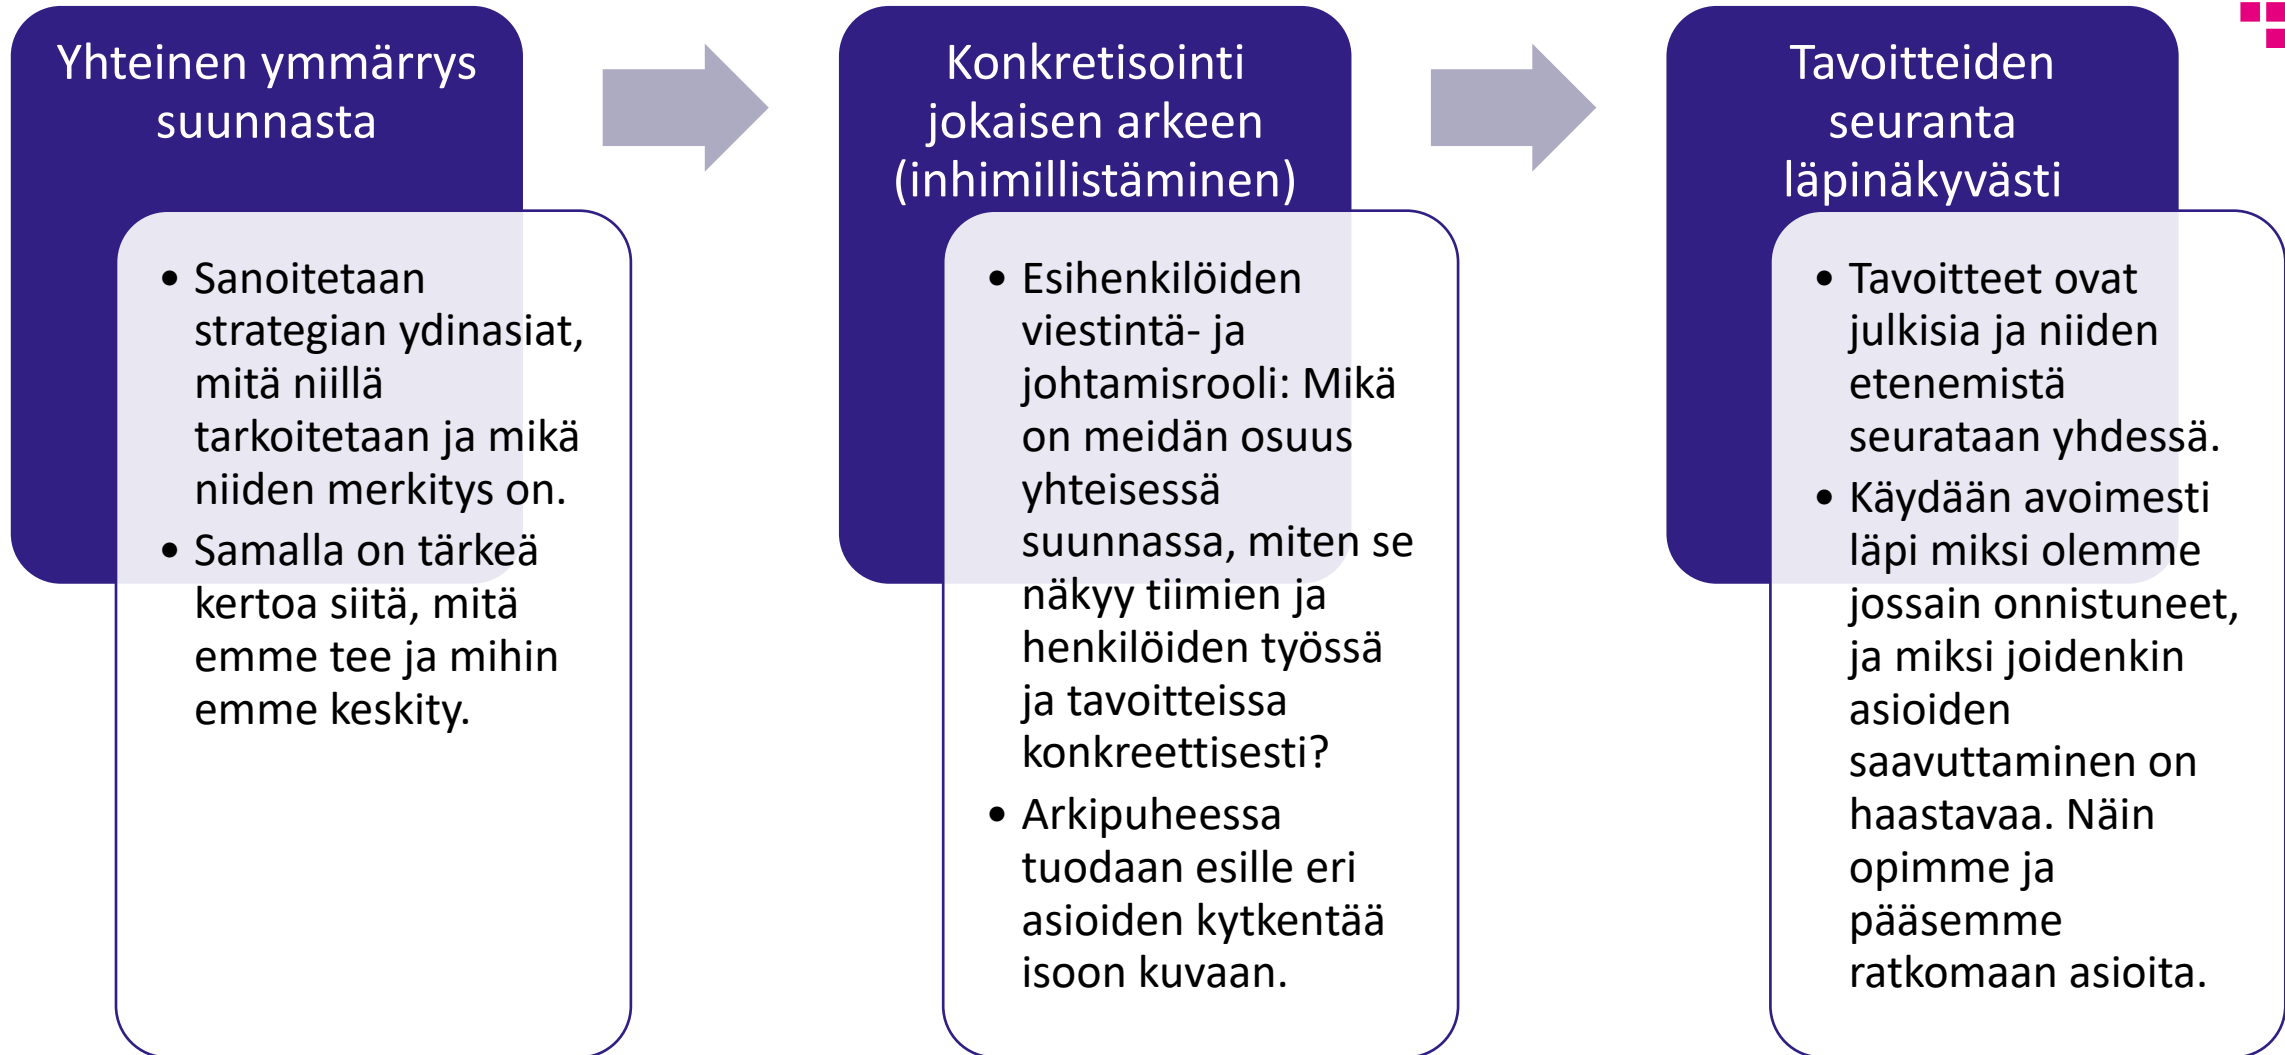 Yhteinen ymmärrys
suunnasta
• Sanoitetaan
strategian ydinasiat,
mitä niillä
tarkoitetaan ja mikä
niiden merkitys on.
• Samalla on tärkeä
kertoa siitä, mitä
emme tee ja mihin
emme keskity.
Konkretisointi
jokaisen arkeen
(inhimillistäminen)
• Esihenkilöiden
viestintä- ja
johtamisrooli: Mikä
on meidän osuus
yhteisessä
suunnassa, miten se
näkyy tiimien ja
henkilöiden työssä
ja tavoitteissa
konkreettisesti?
• Arkipuheessa
tuodaan esille eri
asioiden kytkentää
isoon kuvaan.
Tavoitteiden
seuranta
läpinäkyvästi
• Tavoitteet ovat
julkisia ja niiden
etenemistä
seurataan yhdessä.
• Käydään avoimesti
läpi miksi olemme
jossain onnistuneet,
ja miksi joidenkin
asioiden
saavuttaminen on
haastavaa. Näin
opimme ja
pääsemme
ratkomaan asioita.